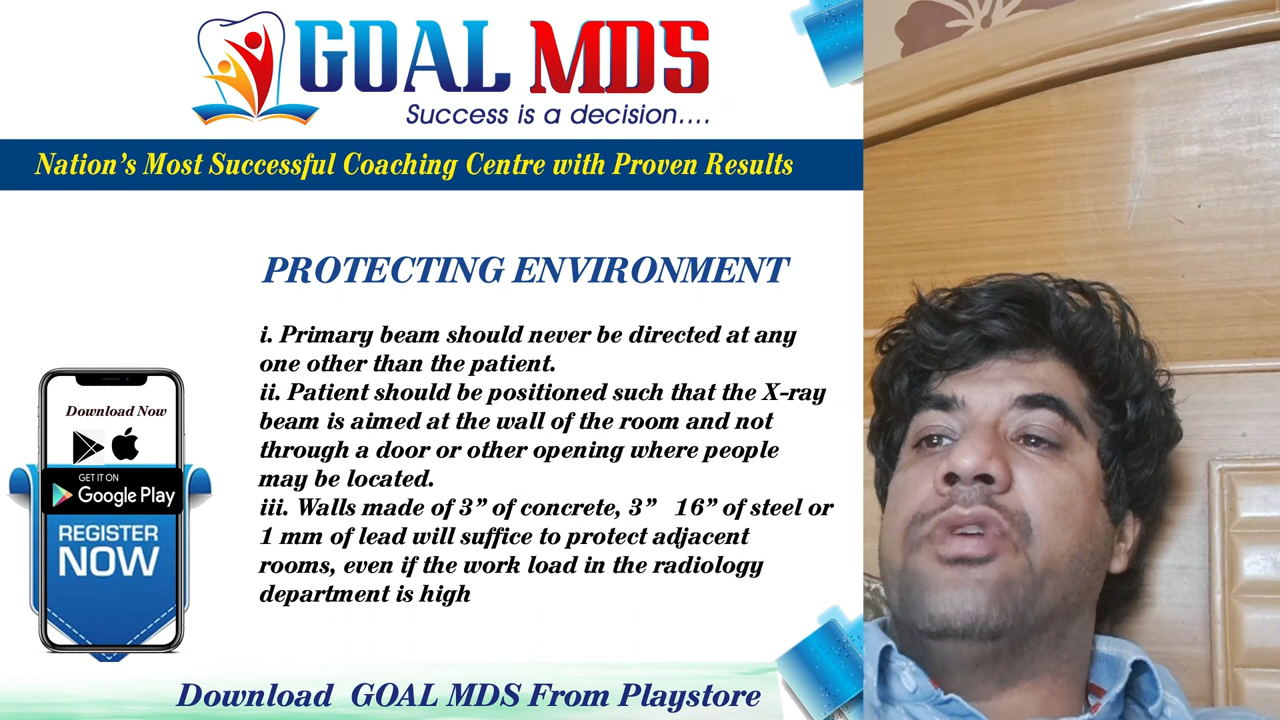 GOAL MDS
Success is a decision....
Nation's Most Successful Coaching Centre with Proven Results
PROTECTING ENVIRONMENT
i. Primary beam should never be directed at any
one other than the patient.
ii. Patient should be positioned such that the X-ray
beam is aimed at the wall of the room and not
through a door or other opening where people
may be located.
iii. Walls made of 3” of concrete, 3” 16” of steel or
1 mm of lead will suffice to protect adjacent
rooms, even if the work load in the radiology
department is high
Download Now
GET IT ON
Google Play
REGISTER
NOW
Download GOAL MDS From Playstore